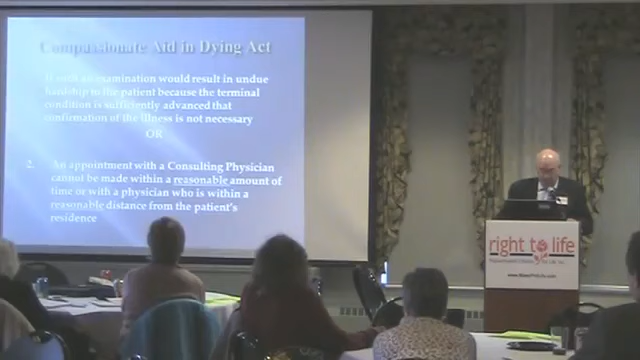 Compassionate Aid in Dying Act
If such an examination would result in undue
hardship to the patient because the terminal
condition is sufficiently advanced that
confirmation of the illness is not necessary
OR
2. An appointment with a Consulting Physician
cannot be made within a reasonable amount of
time or with a physician who is within a
reasonable distance from the patient's
residence
right to life